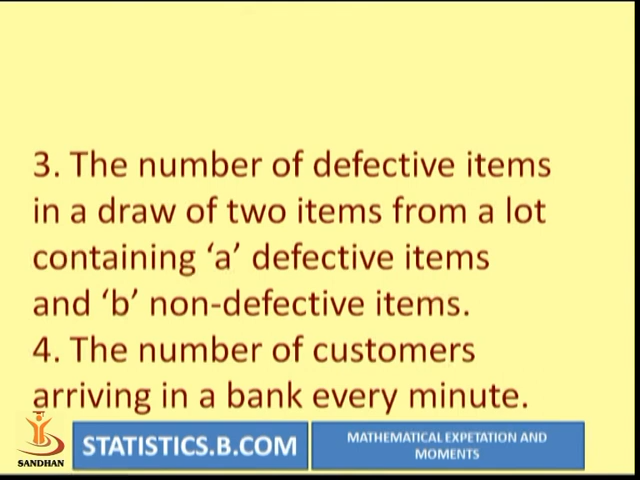 3. The number of defective items
in a draw of two items from a lot
containing ‘a’ defective items
and ‘b’ non-defective items.
4. The number of customers
arriving in a bank every minute.
SANDHAN
STATISTICS.B.COM
MATHEMATICAL EXPETATION AND
MOMENTS